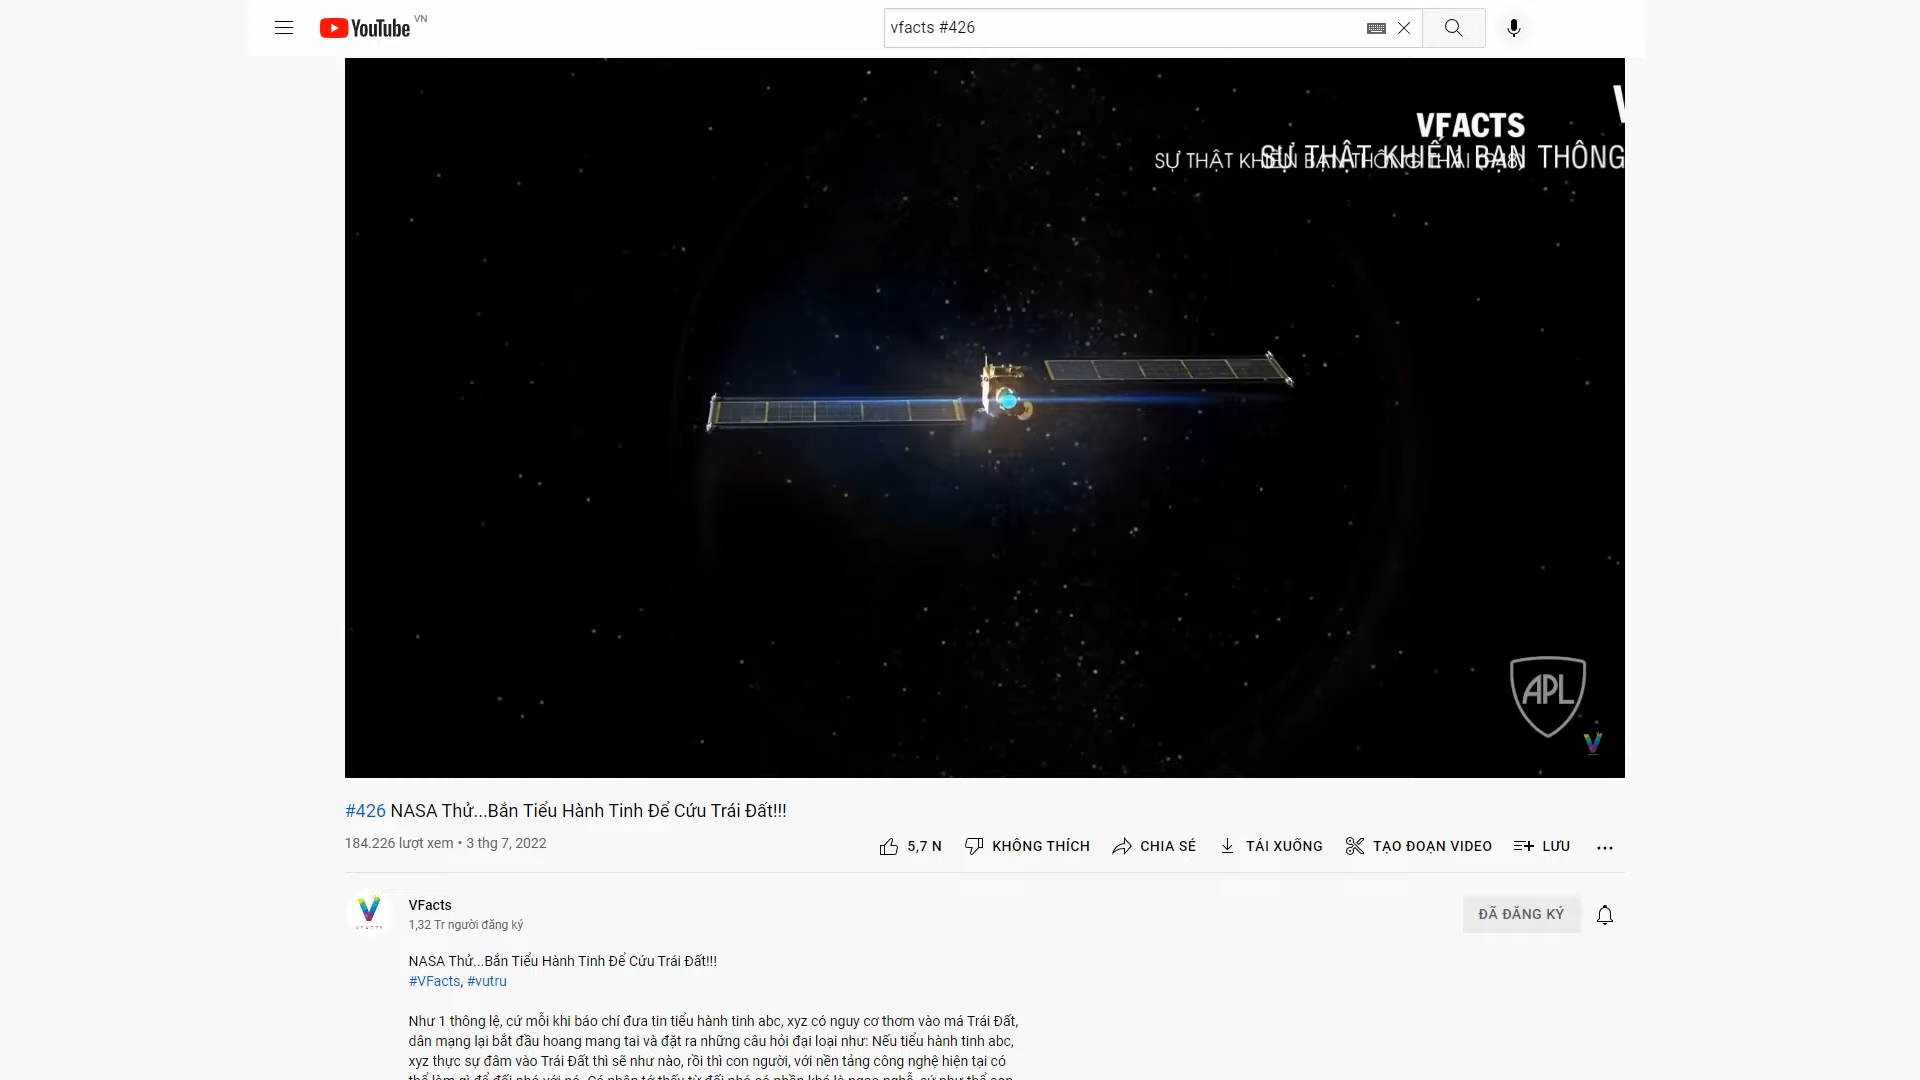 YouTube VN
vfacts #426
VFACTS
SỰ THẬT KHIẾN BẠN THÔNG
SỰ THẬT KHIẾN BẠN THÔNG THÁI
APL
#426 NASA Thử...Bắn Tiểu Hành Tinh Để Cứu Trái Đất!!!
184.226 lượt xem • 3 thg 7, 2022
5,7 N KHÔNG THÍCH CHIA SẺ TẢI XUỐNG TẠO ĐOẠN VIDEO LƯU
VFacts
1,32 Tr người đăng ký
ĐÃ ĐĂNG KÝ
VFACTS
NASA Thử...Bắn Tiểu Hành Tinh Để Cứu Trái Đất!!!
#VFacts, #vutru
Như 1 thông lệ, cứ mỗi khi báo chí đưa tin tiểu hành tinh abc, xyz có nguy cơ thơm vào má Trái Đất,
dân mạng lại bắt đầu hoang mang tai và đặt ra những câu hỏi đại loại như: Nếu tiểu hành tinh abc,
xyz thực sự đâm vào Trái Đất thì sẽ như nào, rồi thì con người, với nền tảng công nghệ hiện tại có